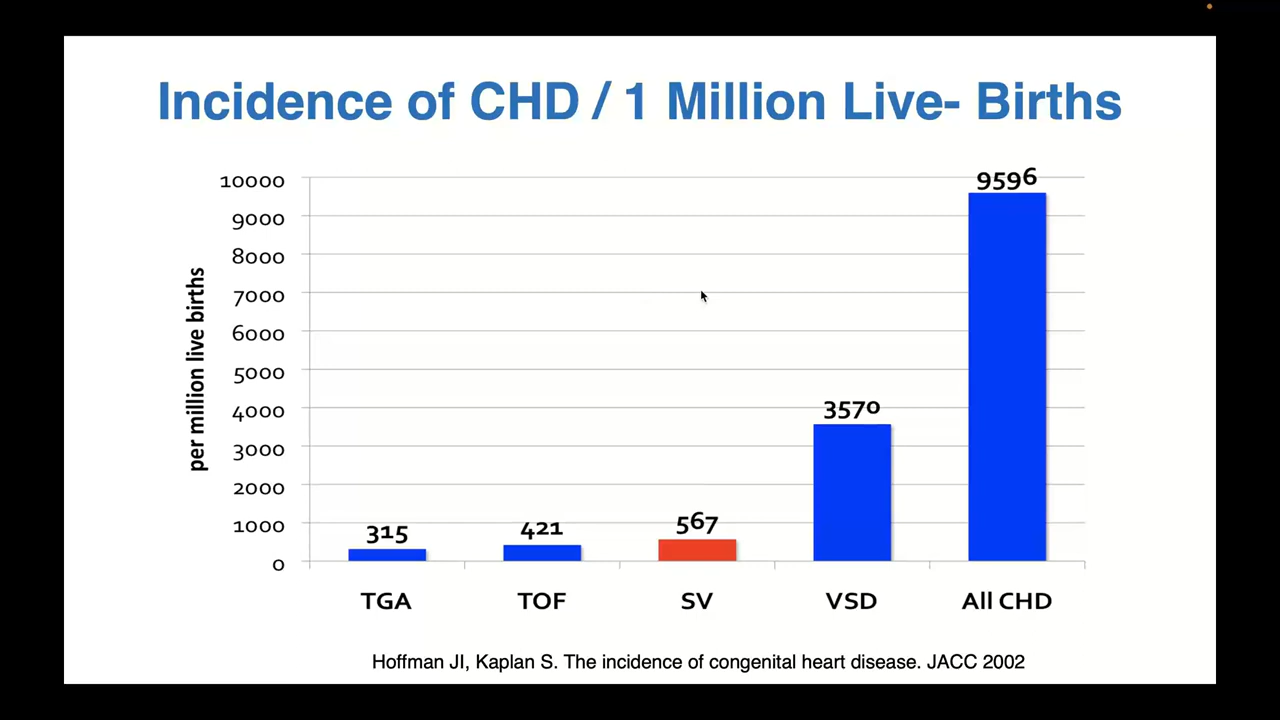 Incidence of CHD / 1 Million Live- Births
per million live births
10000
9000
8000
7000
6000
5000
4000
3000
2000
1000
0
315
421
567
3570
9596
TGA
TOF
SV
VSD
All CHD
Hoffman JI, Kaplan S. The incidence of congenital heart disease. JACC 2002